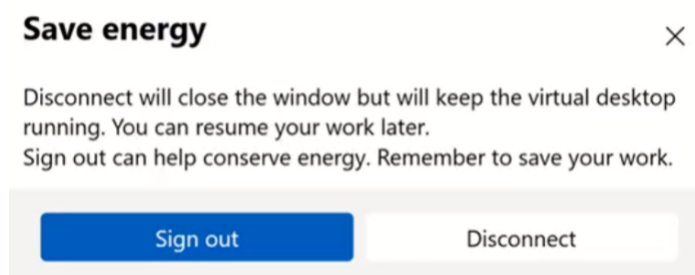 Save energy
Disconnect will close the window but will keep the virtual desktop
running. You can resume your work later.
Sign out can help conserve energy. Remember to save your work.
Sign out
Disconnect